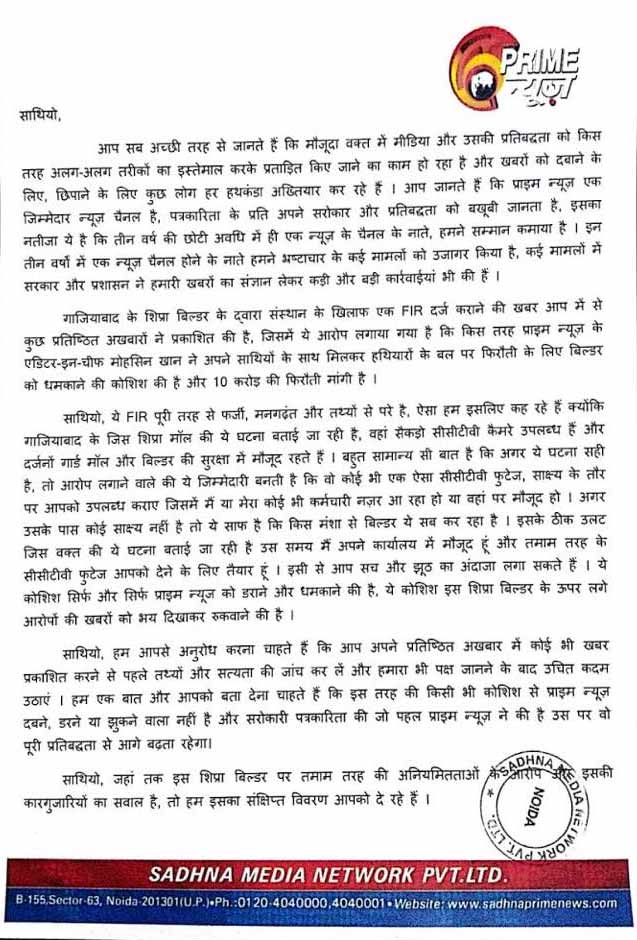 PRIME
न्यूज़
साथियो,
आप सब अच्छी तरह से जानते हैं कि मौजूदा वक्त में मीडिया और उसकी प्रतिबद्धता को किस
तरह अलग-अलग तरीकों का इस्तेमाल करके प्रताड़ित किए जाने का काम हो रहा है और खबरों को दबाने के
लिए, छिपाने के लिए कुछ लोग हर हथकंडा अख्तियार कर रहे हैं । आप जानते हैं कि प्राइम न्यूज़ एक
जिम्मेदार न्यूज़ चैनल है, पत्रकारिता के प्रति अपने सरोकार और प्रतिबद्धता को बखूबी जानता है, इसका
नतीजा ये है कि तीन वर्ष की छोटी अवधि में ही एक न्यूज़ के चैनल के नाते, हमने सम्मान कमाया है । इन
तीन वर्षों में एक न्यूज़ चैनल होने के नाते हमने भ्रष्टाचार के कई मामलों को उजागर किया है, कई मामलों में
सरकार और प्रशासन ने हमारी खबरों का संज्ञान लेकर कड़ी और बड़ी कार्रवाईयां भी की हैं ।
गाजियाबाद के शिप्रा बिल्डर के द्वारा संस्थान के खिलाफ एक FIR दर्ज कराने की खबर आप में से
कुछ प्रतिष्ठित अखबारों ने प्रकाशित की है, जिसमें ये आरोप लगाया गया है कि किस तरह प्राइम न्यूज़ के
एडिटर-इन-चीफ मोहसिन खान ने अपने साथियों के साथ मिलकर हथियारों के बल पर फिरौती के लिए बिल्डर
को धमकाने की कोशिश की है और 10 करोड़ की फिरौती मांगी है ।
साथियो, ये FIR पूरी तरह से फर्जी, मनगढ़ंत और तथ्यों से परे है, ऐसा हम इसलिए कह रहे हैं क्योंकि
गाजियाबाद के जिस शिप्रा मॉल की ये घटना बताई जा रही है, वहां सैकड़ो सीसीटीवी कैमरे उपलब्ध हैं और
दर्जनों गार्ड मॉल और बिल्डर की सुरक्षा में मौजूद रहते हैं । बहुत सामान्य सी बात है कि अगर ये घटना सही
है, तो आरोप लगाने वाले की ये जिम्मेदारी बनती है कि वो कोई भी एक ऐसा सीसीटीवी फुटेज, साक्ष्य के तौर
पर आपको उपलब्ध कराए जिसमें मैं या मेरा कोई भी कर्मचारी नज़र आ रहा हो या वहां पर मौजूद हो । अगर
उसके पास कोई साक्ष्य नहीं है तो ये साफ है कि किस मंशा से बिल्डर ये सब कर रहा है । इसके ठीक उलट
जिस वक्त की ये घटना बताई जा रही है उस समय मैं अपने कार्यालय में मौजूद हूं और तमाम तरह के
सीसीटीवी फुटेज आपको देने के लिए तैयार हूं । इसी से आप सच और झूठ का अंदाजा लगा सकते हैं । ये
कोशिश सिर्फ और सिर्फ प्राइम न्यूज को डराने और धमकाने की है, ये कोशिश इस शिप्रा बिल्डर के ऊपर लगे
आरोपों की खबरों को भय दिखाकर रुकवाने की है ।
साथियो, हम आपसे अनुरोध करना चाहते हैं कि आप अपने प्रतिष्ठित अखबार में कोई भी खबर
प्रकाशित करने से पहले तथ्यों और सत्यता की जांच कर लें और हमारा भी पक्ष जानने के बाद उचित कदम
उठाएं । हम एक बात और आपको बता देना चाहते हैं कि इस तरह की किसी भी कोशिश से प्राइम न्यूज़
दबने, डरने या झुकने वाला नहीं है और सरोकारी पत्रकारिता की जो पहल प्राइम न्यूज़ ने की है उस पर वो
पूरी प्रतिबद्धता से आगे बढ़ता रहेगा।
साथियो, जहां तक इस शिप्रा बिल्डर पर तमाम तरह की अनियमितताओं के आरोप और इसकी
कारगुजारियों का सवाल है, तो हम इसका संक्षिप्त विवरण आपको दे रहे हैं ।
SADHNA MEDIA NETWORK PVT. LTD.
NOIDA
SADHNA MEDIA NETWORK PVT.LTD.
B-155,Sector-63, Noida-201301(U.P.)•Ph.:0120-4040000,4040001•Website: www.sadhnaprimenews.com